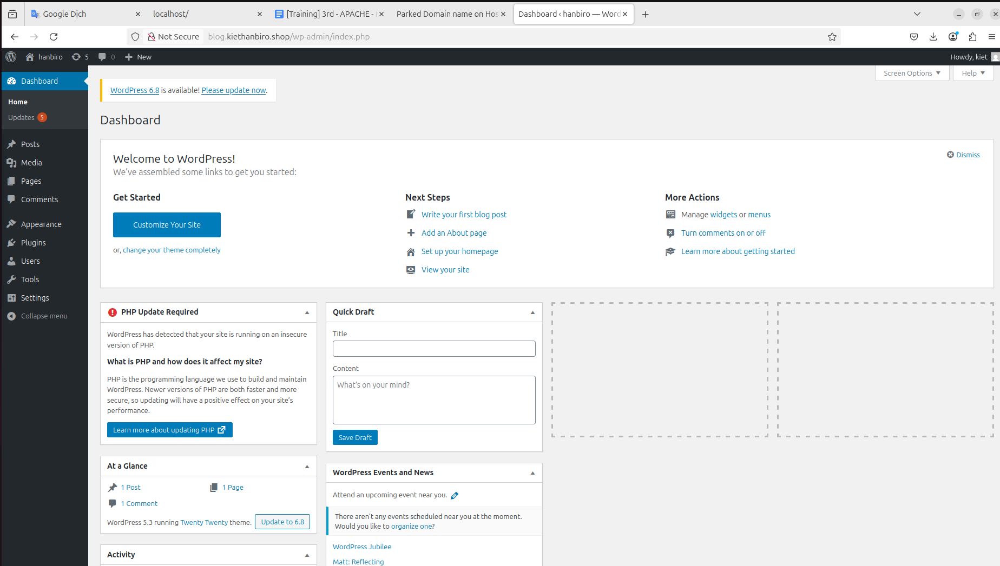 Google Dịch
localhost/
[Training] 3rd - APACHE -
Parked Domain name on Hos
Dashboard ‹ hanbiro — Word
Not Secure
blog.kiethanbiro.shop/wp-admin/index.php
hanbiro
5
0
New
Howdy, kiet
Screen Options
Help
Dashboard
Home
Updates 5
Posts
Media
Pages
Comments
Appearance
Plugins
Users
Tools
Settings
Collapse menu
WordPress 6.8 is available! Please update now.
Dashboard
Welcome to WordPress!
We've assembled some links to get you started:
Dismiss
Get Started
Customize Your Site
or, change your theme completely
Next Steps
Write your first blog post
Add an About page
Set up your homepage
View your site
More Actions
Manage widgets or menus
Turn comments on or off
Learn more about getting started
PHP Update Required
WordPress has detected that your site is running on an insecure
version of PHP.
What is PHP and how does it affect my site?
PHP is the programming language we use to build and maintain
WordPress. Newer versions of PHP are both faster and more
secure, so updating will have a positive effect on your site's
performance.
Learn more about updating PHP
At a Glance
1 Post
1 Page
1 Comment
WordPress 5.3 running Twenty Twenty theme.
Update to 6.8
Activity
Quick Draft
Title
Content
What's on your mind?
Save Draft
WordPress Events and News
Attend an upcoming event near you.
There aren't any events scheduled near you at the moment.
Would you like to organize one?
WordPress Jubilee
Matt: Reflecting